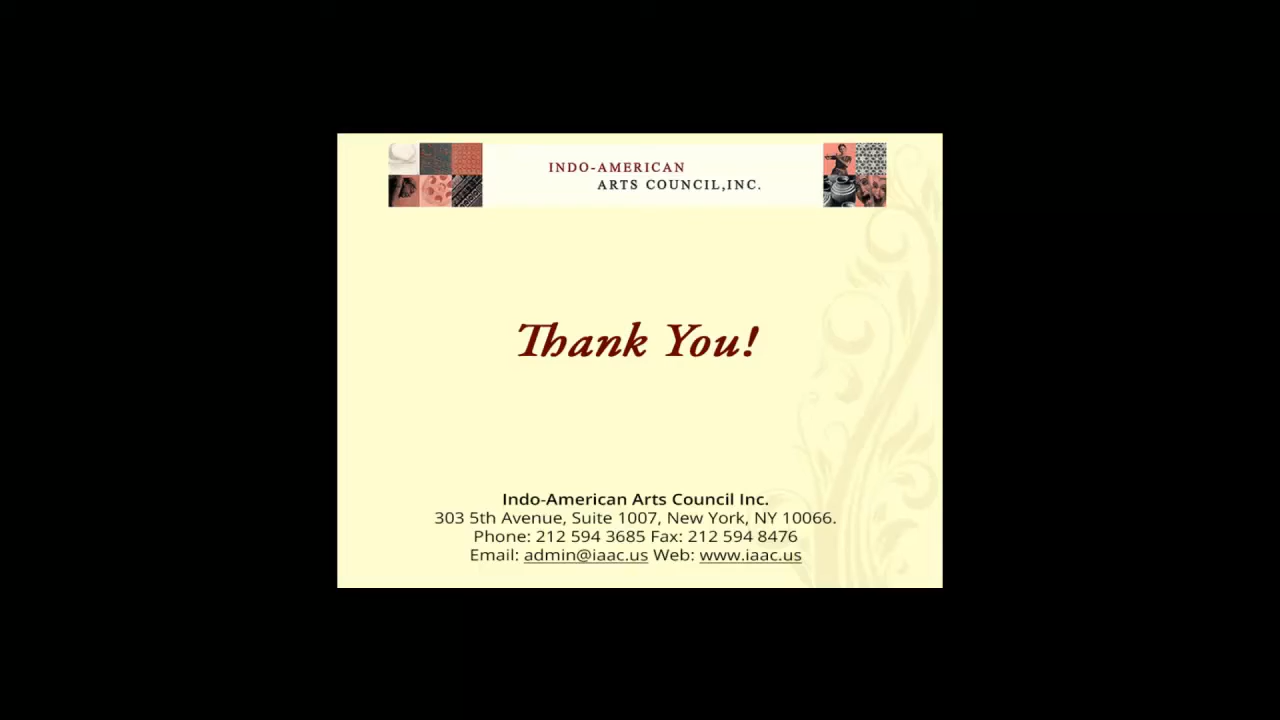 INDO-AMERICAN
ARTS COUNCIL,INC.
Thank You!
Indo-American Arts Council Inc.
303 5th Avenue, Suite 1007, New York, NY 10066.
Phone: 212 594 3685 Fax: 212 594 8476
Email: admin@iaac.us Web: www.iaac.us